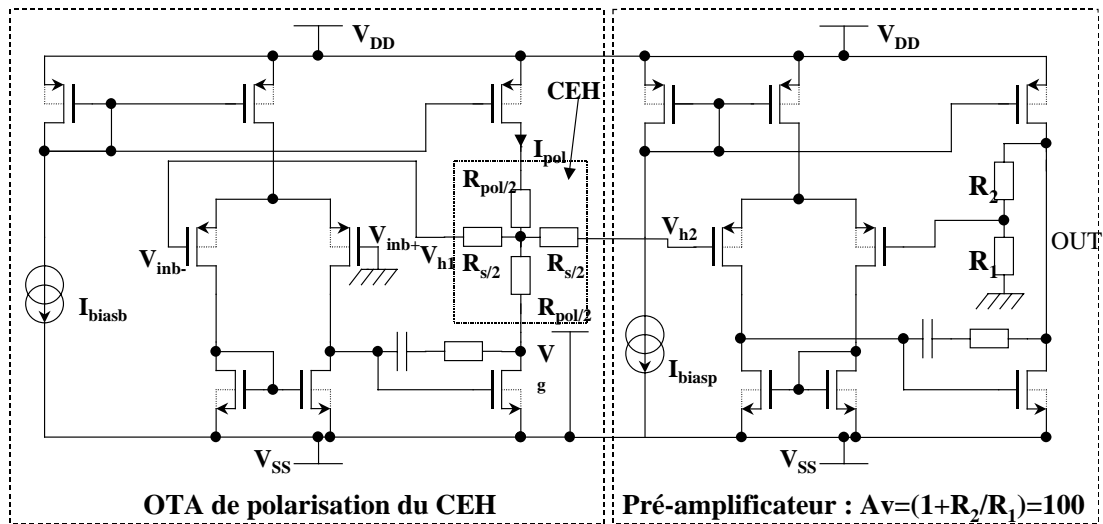 V_DD
V_DD
CEH
I_pol
R_pol/2
R_2
V_inb-
V_inb+
V_h1
R_s/2
R_s/2
V_h2
R_1
OUT
I_biasb
R_pol/2
V
g
I_biasp
V_SS
V_SS
OTA de polarisation du CEH
Pré-amplificateur : Av=(1+R_2/R_1)=100